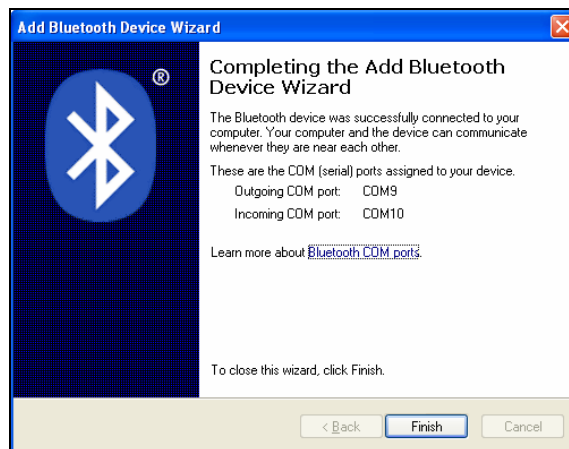 Add Bluetooth Device Wizard
®
Completing the Add Bluetooth
Device Wizard
The Bluetooth device was successfully connected to your
computer. Your computer and the device can communicate
whenever they are near each other.
These are the COM (serial) ports assigned to your device.
Outgoing COM port: COM9
Incoming COM port: COM10
Learn more about Bluetooth COM ports.
To close this wizard, click Finish.
< Back Finish Cancel